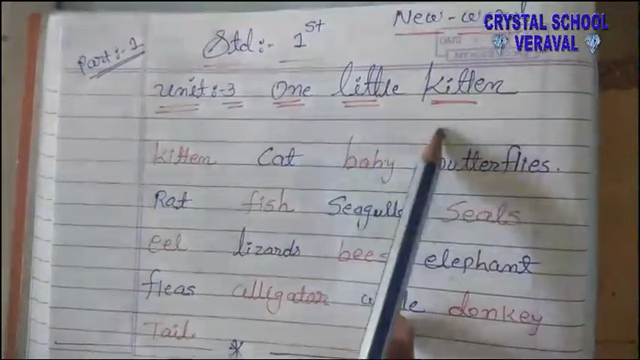 CRYSTAL SCHOOL
VERAVAL
New-word
Part:-1
Std:- 1st
Unit:-3 One little kitten
kitten cat baby butterflies.
Rat fish Seagulls Seals
eel lizards bees elephant
fleas alligator donkey
Tail